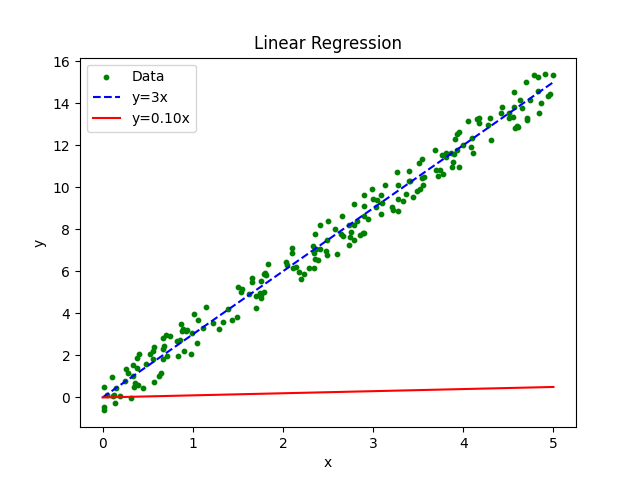 Linear Regression
Data
y=3x
y=0.10x
16
14
12
10
8
6
4
2
0
y
0 1 2 3 4 5
x